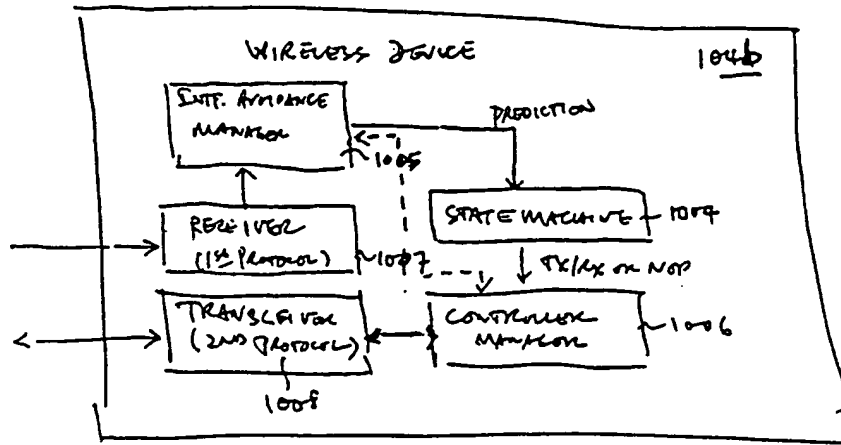 WIRELESS DEVICE
104b
INTF. AVOIDANCE
MANAGER
1005
PREDICTION
STATE MACHINE
1004
RECEIVER
(1st PROTOCOL)
1007
TX/RX OR NOP
TRANSCEIVER
(2ND PROTOCOL)
1008
CONTROLLER
MANAGER
1006